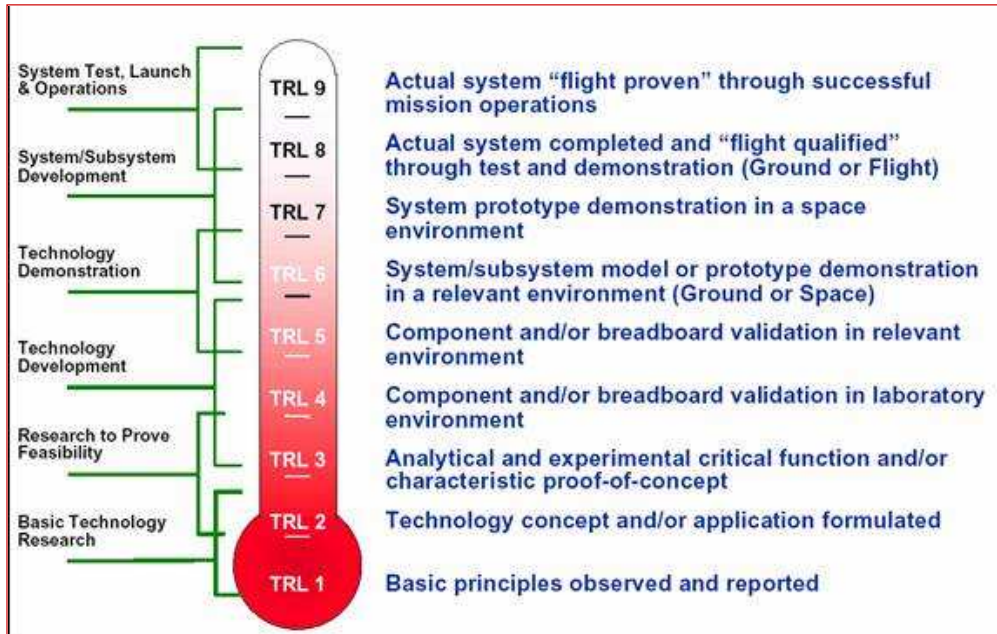 System Test, Launch
& Operations
System/Subsystem
Development
Technology
Demonstration
Technology
Development
Research to Prove
Feasibility
Basic Technology
Research
TRL 9
TRL 8
TRL 7
TRL 6
TRL 5
TRL 4
TRL 3
TRL 2
TRL 1
Actual system “flight proven” through successful
mission operations
Actual system completed and “flight qualified”
through test and demonstration (Ground or Flight)
System prototype demonstration in a space
environment
System/subsystem model or prototype demonstration
in a relevant environment (Ground or Space)
Component and/or breadboard validation in relevant
environment
Component and/or breadboard validation in laboratory
environment
Analytical and experimental critical function and/or
characteristic proof-of-concept
Technology concept and/or application formulated
Basic principles observed and reported